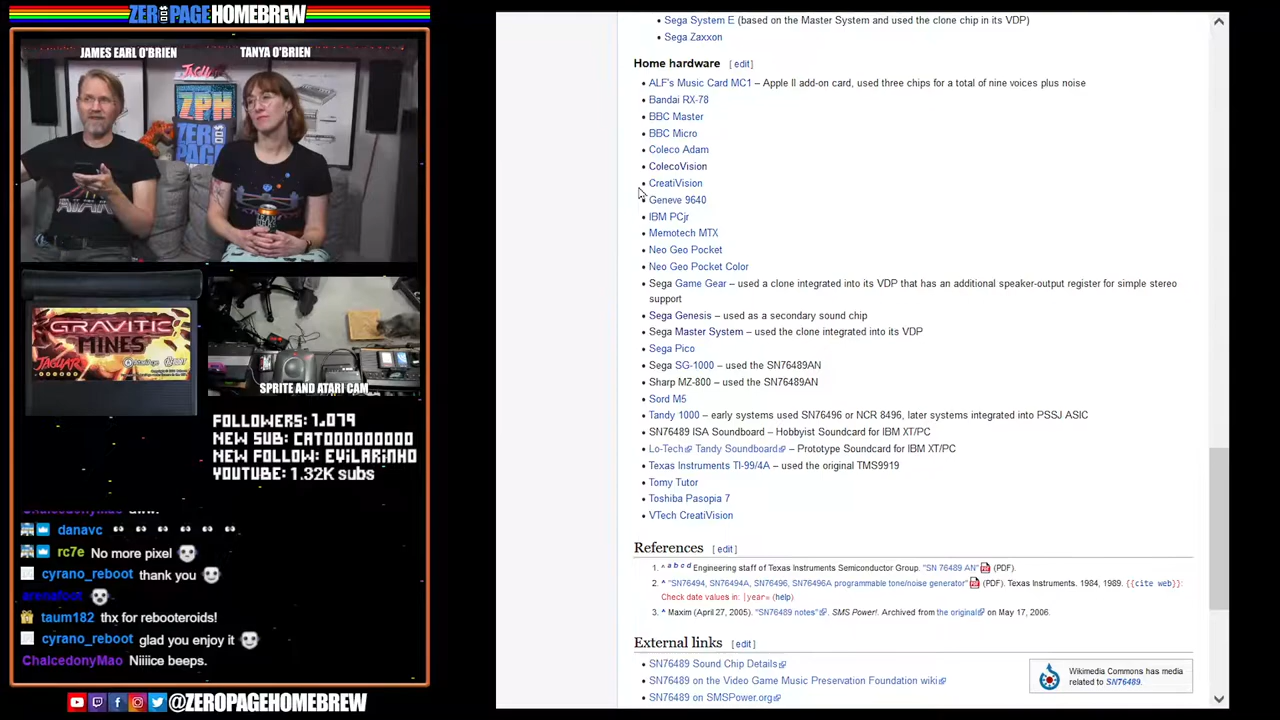 ZEROPAGEHOMEBREW
JAMES EARL O'BRIEN
TANYA O'BRIEN
ZPH
ZERO
PAGE
GRAVITIC
MINES
JAGUAR
SPRITE AND ATARI CAM
FOLLOWERS: 1,079
NEW SUB: CATO000000000
NEW FOLLOW: EVILARINHO
YOUTUBE: 1.32K SUBS
danavc
rc7e No more pixel
cyrano_reboot thank you
arenafoot
taum182 thx for rebooteroids!
cyrano_reboot glad you enjoy it
ChalcedonyMao Niiiice beeps.
@ZEROPAGEHOMEBREW
• Sega System E (based on the Master System and used the clone chip in its VDP)
• Sega Zaxxon
Home hardware [ edit ]
• ALF's Music Card MC1 – Apple II add-on card, used three chips for a total of nine voices plus noise
• Bandai RX-78
• BBC Master
• BBC Micro
• Coleco Adam
• ColecoVision
• CreatiVision
• Geneve 9640
• IBM PCjr
• Memotech MTX
• Neo Geo Pocket
• Neo Geo Pocket Color
• Sega Game Gear – used a clone integrated into its VDP that has an additional speaker-output register for simple stereo
support
• Sega Genesis – used as a secondary sound chip
• Sega Master System – used the clone integrated into its VDP
• Sega Pico
• Sega SG-1000 – used the SN76489AN
• Sharp MZ-800 – used the SN76489AN
• Sord M5
• Tandy 1000 – early systems used SN76496 or NCR 8496, later systems integrated into PSSJ ASIC
• SN76489 ISA Soundboard – Hobbyist Soundcard for IBM XT/PC
• Lo-Tech Tandy Soundboard – Prototype Soundcard for IBM XT/PC
• Texas Instruments TI-99/4A – used the original TMS9919
• Tomy Tutor
• Toshiba Pasopia 7
• VTech CreatiVision
References [ edit ]
1. ^ a b c d Engineering staff of Texas Instruments Semiconductor Group. "SN 76489 AN" (PDF).
2. ^ "SN76494, SN76494A, SN76496, SN76496A programmable tone/noise generator" (PDF). Texas Instruments. 1984, 1989. {{cite web}}:
Check date values in: |year= (help)
3. ^ Maxim (April 27, 2005). "SN76489 notes". SMS Power!. Archived from the original on May 17, 2006.
External links [ edit ]
• SN76489 Sound Chip Details
• SN76489 on the Video Game Music Preservation Foundation wiki
• SN76489 on SMSPower.org
Wikimedia Commons has media
related to SN76489.